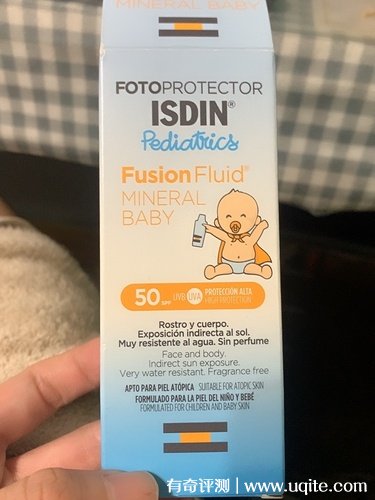 MINERAL BABY
FOTOPROTECTOR
ISDIN®
Pediatrics
FusionFluid®
MINERAL
BABY
50 SPF UVB UVA PROTECCIÓN ALTA
HIGH PROTECTION
Rostro y cuerpo.
Exposición indirecta al sol.
Muy resistente al agua. Sin perfume
Face and body.
Indirect sun exposure.
Very water resistant. Fragrance free
APTO PARA PIEL ATÓPICA SUITABLE FOR ATOPIC SKIN
FORMULADO PARA LA PIEL DEL NIÑO Y BEBÉ
FORMULATED FOR CHILDREN AND BABY SKIN
有奇评测 | www.uqite.com